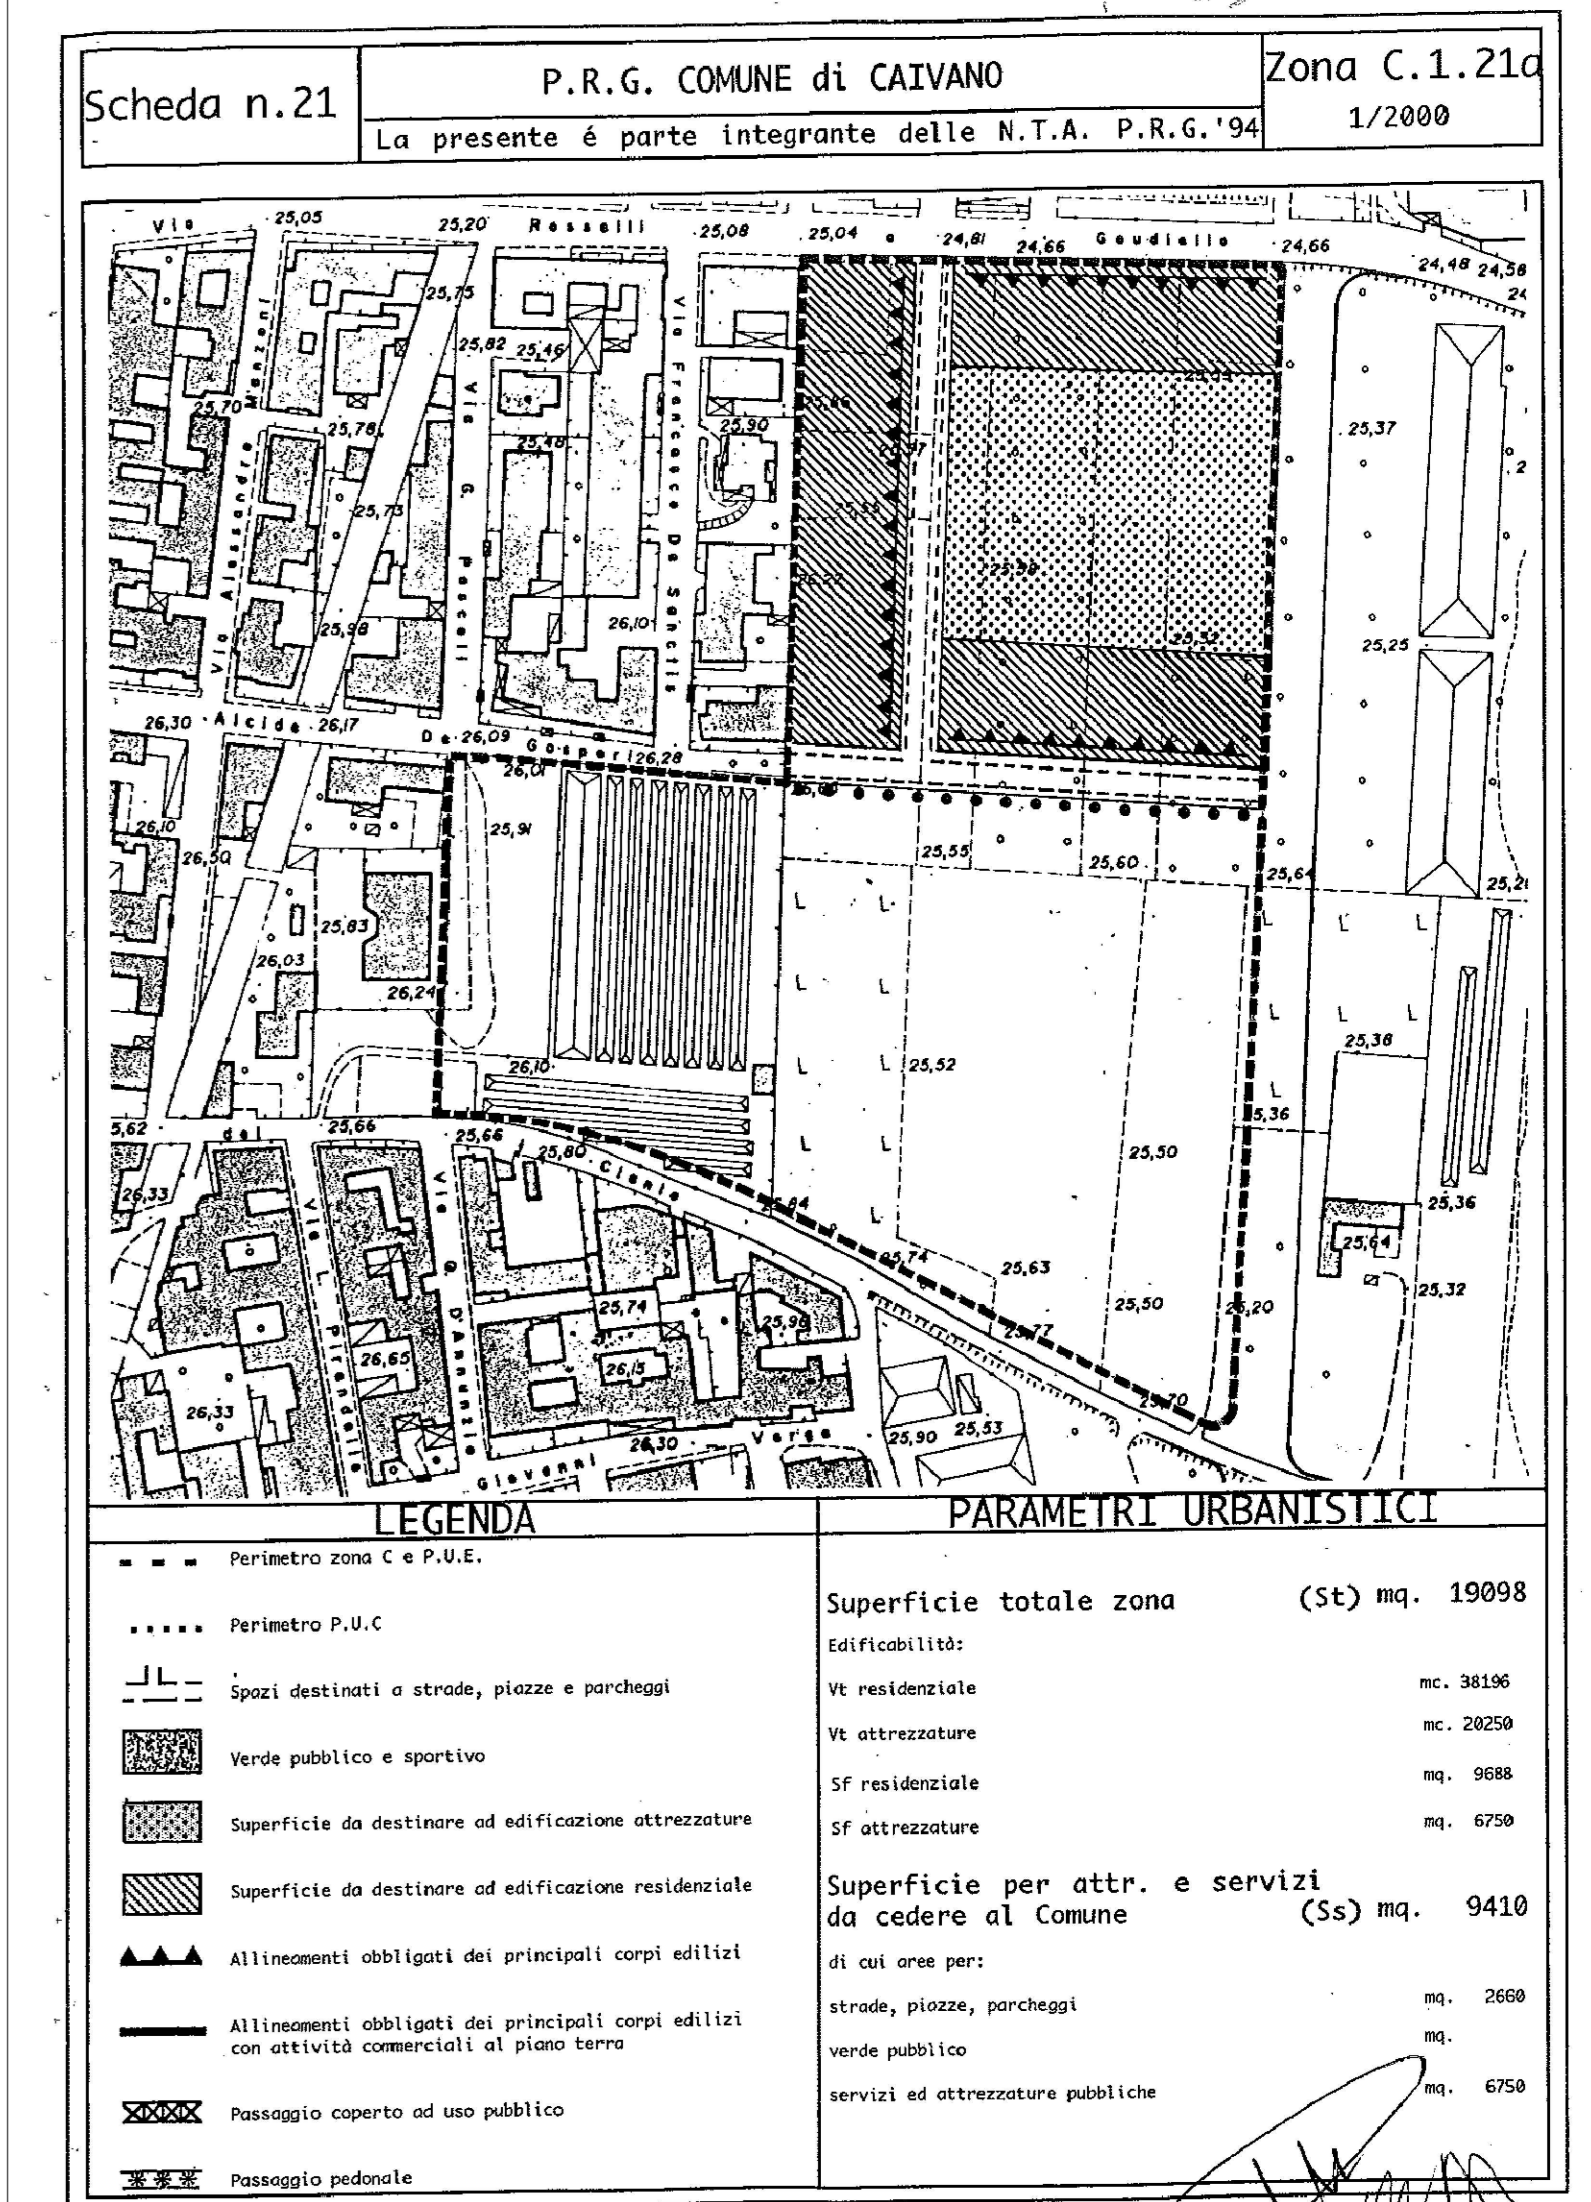 Scheda n.21
P.R.G. COMUNE di CAIVANO
La presente é parte integrante delle N.T.A. P.R.G.'94
Zona C.1.21a
1/2000
Via
25,05
25,20
Rosselli
25,08
25,04
e
24,81
24,66
Gaudiello
24,66
24,48
24,58
24
25,75
25,82
25,46
Via Alessandro Manzoni
Via G. Pascoli
Via Francesco De Sanctis
25,70
25,78
25,48
25,90
25,37
2
25,73
25,98
26,10
25,25
26,30
Alcide
26,17
De
26,09
Gasperi
26,28
26,01
26,10
26,50
25,91
25,55
25,60
25,64
25,21
25,83
26,03
26,24
25,52
25,38
26,10
5,62
del
25,66
25,66
25,80
Clanio
5,36
25,50
26,33
25,36
25,64
25,63
25,32
25,50
25,20
25,74
25,96
Via L. Pirandello
Via G. D'Annunzio
26,65
26,15
26,33
25,90
25,53
26,30
Giovanni
Verga
LEGENDA
Perimetro zona C e P.U.E.
Perimetro P.U.C
Spazi destinati a strade, piazze e parcheggi
Verde pubblico e sportivo
Superficie da destinare ad edificazione attrezzature
Superficie da destinare ad edificazione residenziale
Allineamenti obbligati dei principali corpi edilizi
Allineamenti obbligati dei principali corpi edilizi
con attività commerciali al piano terra
Passaggio coperto ad uso pubblico
Passaggio pedonale
PARAMETRI URBANISTICI
Superficie totale zona (St) mq. 19098
Edificabilità:
Vt residenziale mc. 38196
Vt attrezzature mc. 20250
Sf residenziale mq. 9688
Sf attrezzature mq. 6750
Superficie per attr. e servizi
da cedere al Comune (Ss) mq. 9410
di cui aree per:
strade, piazze, parcheggi mq. 2660
verde pubblico mq.
servizi ed attrezzature pubbliche mq. 6750